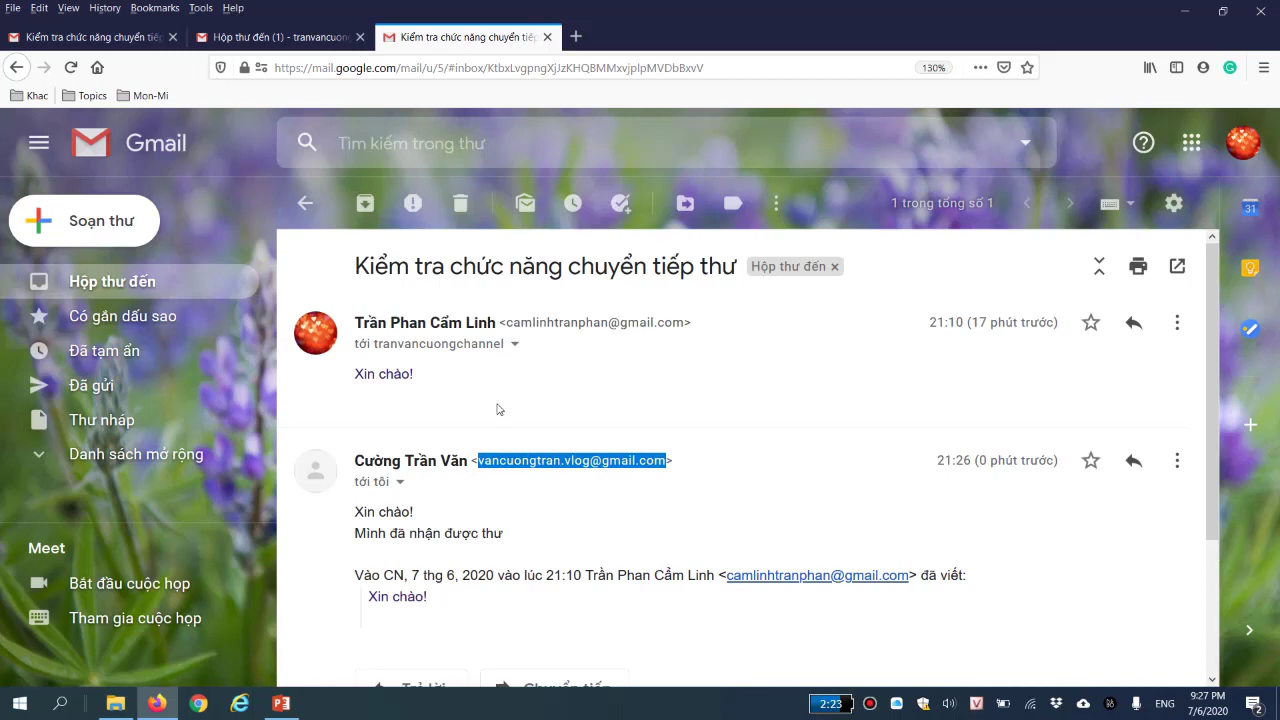 File Edit View History Bookmarks Tools Help
Kiểm tra chức năng chuyển tiếp
Hộp thư đến (1) - tranvancuon
Kiểm tra chức năng chuyển tiếp
https://mail.google.com/mail/u/5/#inbox/KtbxLvgpngXjJzKHQBMMxvjplpMVDbBxvV
130%
Khac Topics Mon-Mi
Gmail
Tìm kiếm trong thư
Soạn thư
1 trong tổng số 1
31
Hộp thư đến
Có gắn dấu sao
Đã tạm ẩn
Đã gửi
Thư nháp
Danh sách mở rộng
Meet
Bắt đầu cuộc họp
Tham gia cuộc họp
Kiểm tra chức năng chuyển tiếp thư Hộp thư đến x
Trần Phan Cẩm Linh <camlinhtranphan@gmail.com> 21:10 (17 phút trước)
tới tranvancuongchannel
Xin chào!
Cường Trần Văn <vancuongtran.vlog@gmail.com> 21:26 (0 phút trước)
tới tôi
Xin chào!
Mình đã nhận được thư
Vào CN, 7 thg 6, 2020 vào lúc 21:10 Trần Phan Cẩm Linh <camlinhtranphan@gmail.com> đã viết:
Xin chào!
Trả lời Chuyển tiếp
2:23
ENG
9:27 PM
7/6/2020
2